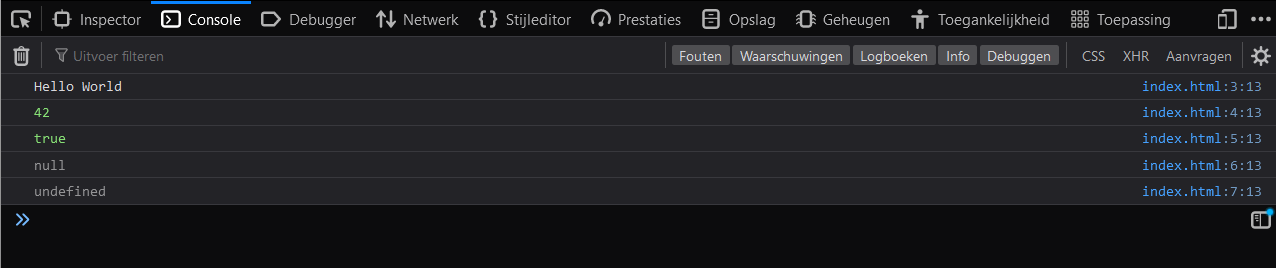 Inspector Console Debugger Netwerk Stijleditor Prestaties Opslag Geheugen Toegankelijkheid Toepassing
Uitvoer filteren Fouten Waarschuwingen Logboeken Info Debuggen CSS XHR Aanvragen
Hello World index.html:3:13
42 index.html:4:13
true index.html:5:13
null index.html:6:13
undefined index.html:7:13